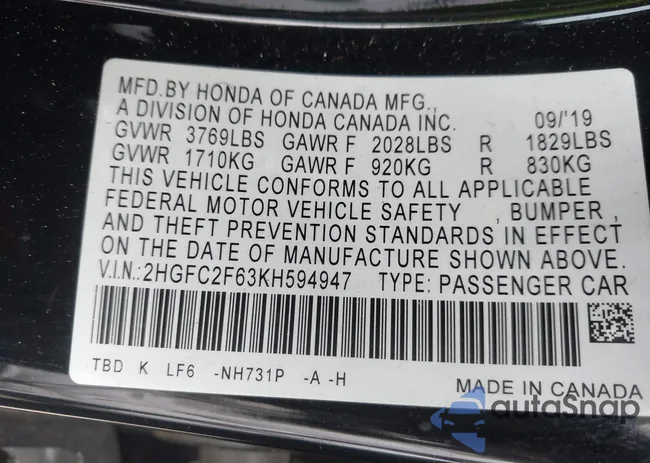 MFD.BY HONDA OF CANADA MFG.,
A DIVISION OF HONDA CANADA INC. 09/'19
GVWR 3769LBS GAWR F 2028LBS R 1829LBS
GVWR 1710KG GAWR F 920KG R 830KG
THIS VEHICLE CONFORMS TO ALL APPLICABLE
FEDERAL MOTOR VEHICLE SAFETY , BUMPER ,
AND THEFT PREVENTION STANDARDS IN EFFECT
ON THE DATE OF MANUFACTURE SHOWN ABOVE.
V.I.N.:2HGFC2F63KH594947 TYPE: PASSENGER CAR
TBD K LF6 -NH731P -A -H
MADE IN CANADA
autoSnap